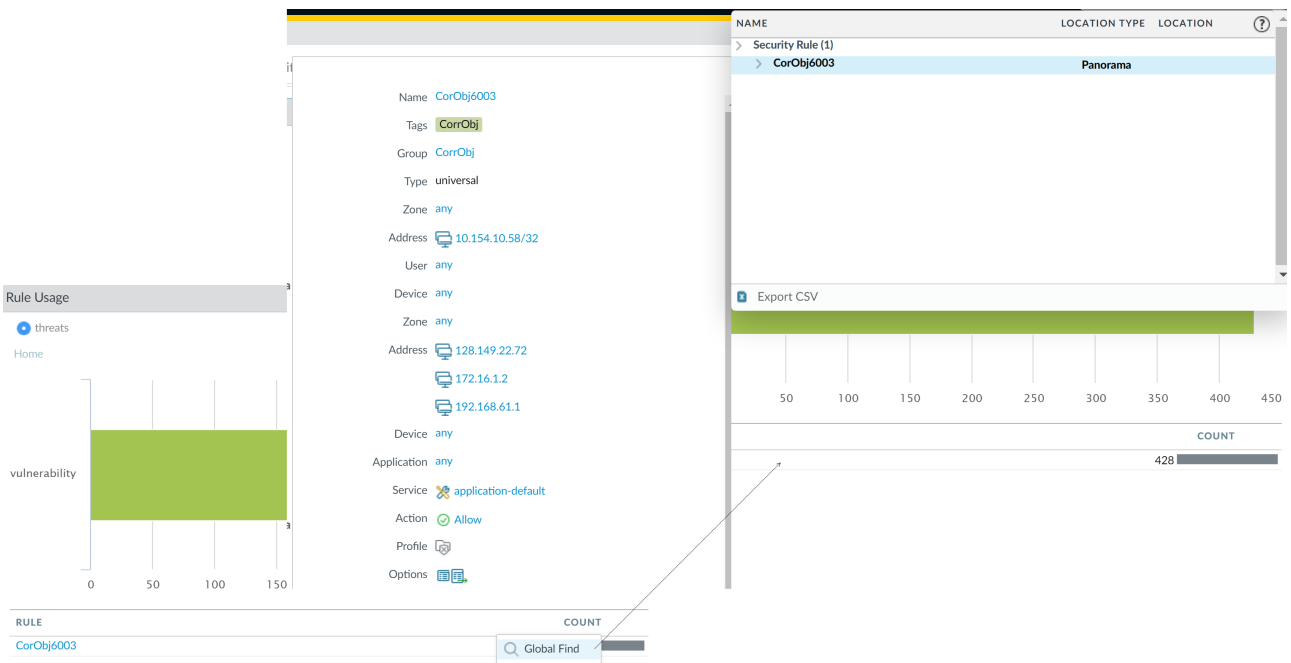 NAME LOCATION TYPE LOCATION
Security Rule (1)
CorObj6003 Panorama
Export CSV
Name CorObj6003
Tags CorrObj
Group CorrObj
Type universal
Zone any
Address 10.154.10.58/32
User any
Device any
Zone any
Address 128.149.22.72
172.16.1.2
192.168.61.1
Device any
Application any
Service application-default
Action Allow
Profile
Options
Rule Usage
threats
Home
vulnerability
0 50 100 150
50 100 150 200 250 300 350 400 450
COUNT
428
RULE COUNT
CorObj6003 Global Find